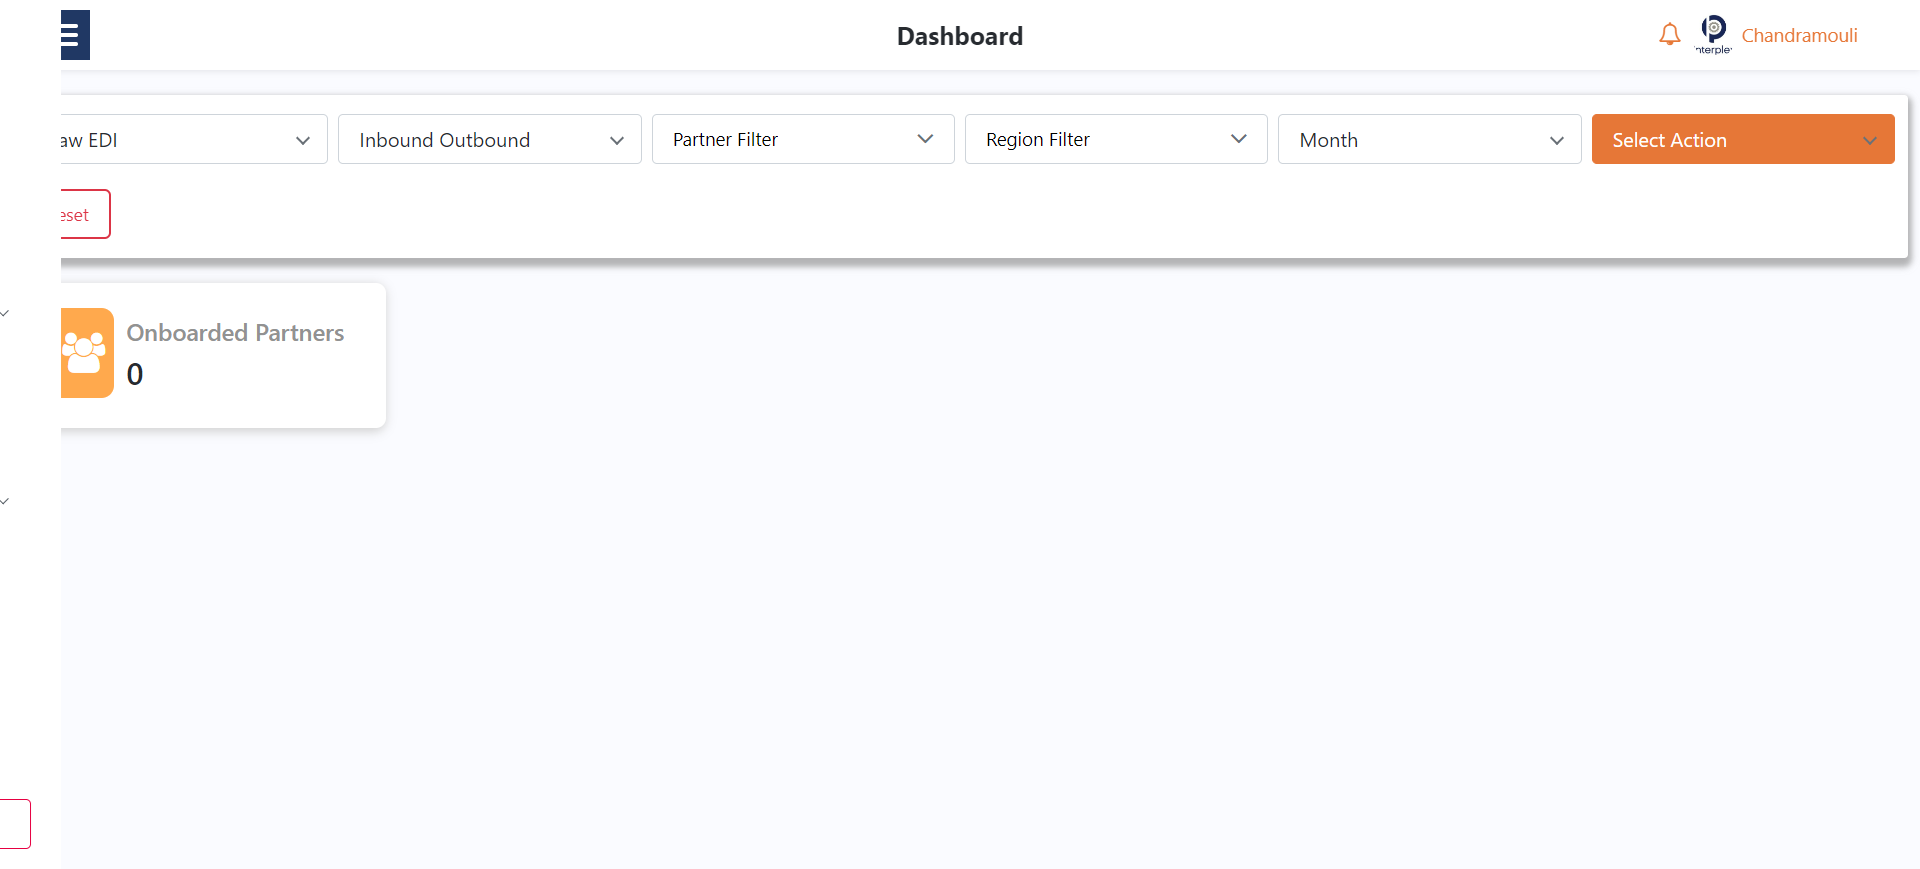 Dashboard
nterple
Chandramouli
aw EDI
Inbound Outbound
Partner Filter
Region Filter
Month
Select Action
eset
Onboarded Partners
0